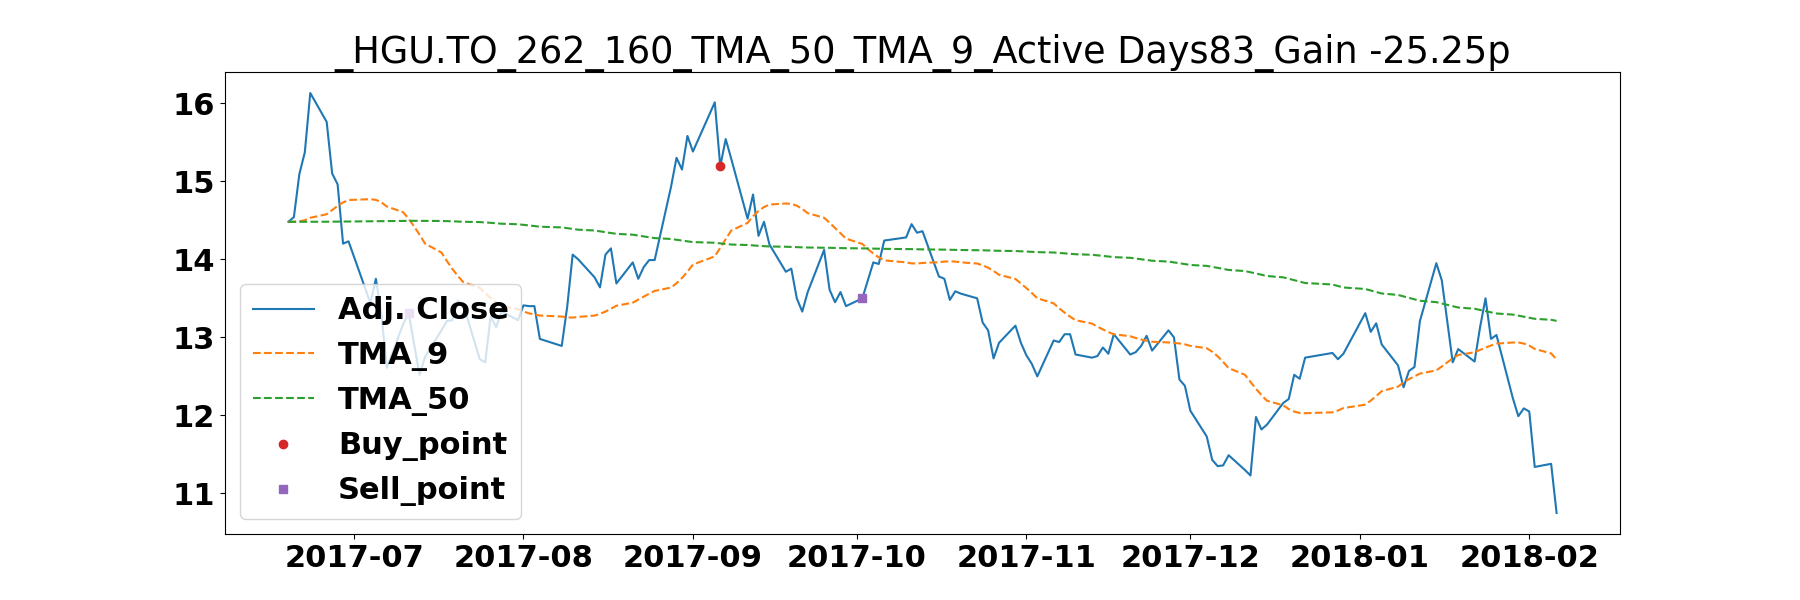 _HGU.TO_262_160_TMA_50_TMA_9_Active Days83_Gain -25.25p
16
15
14
13
12
11
Adj. Close
TMA_9
TMA_50
Buy_point
Sell_point
2017-07 2017-08 2017-09 2017-10 2017-11 2017-12 2018-01 2018-02